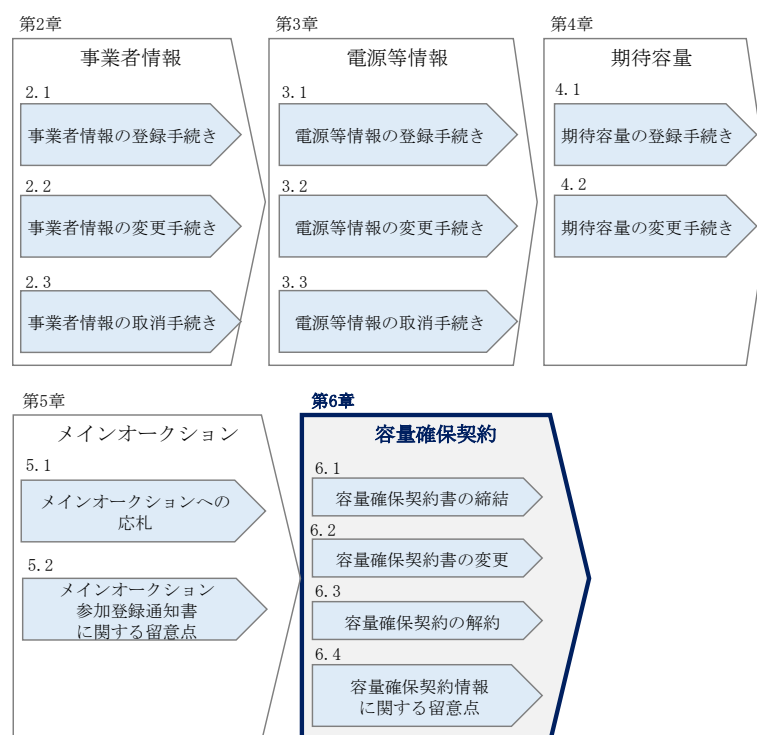 第2章
事業者情報
2.1
事業者情報の登録手続き
2.2
事業者情報の変更手続き
2.3
事業者情報の取消手続き
第3章
電源等情報
3.1
電源等情報の登録手続き
3.2
電源等情報の変更手続き
3.3
電源等情報の取消手続き
第4章
期待容量
4.1
期待容量の登録手続き
4.2
期待容量の変更手続き
第5章
メインオークション
5.1
メインオークションへの
応札
5.2
メインオークション
参加登録通知書
に関する留意点
第6章
容量確保契約
6.1
容量確保契約書の締結
6.2
容量確保契約書の変更
6.3
容量確保契約の解約
6.4
容量確保契約情報
に関する留意点